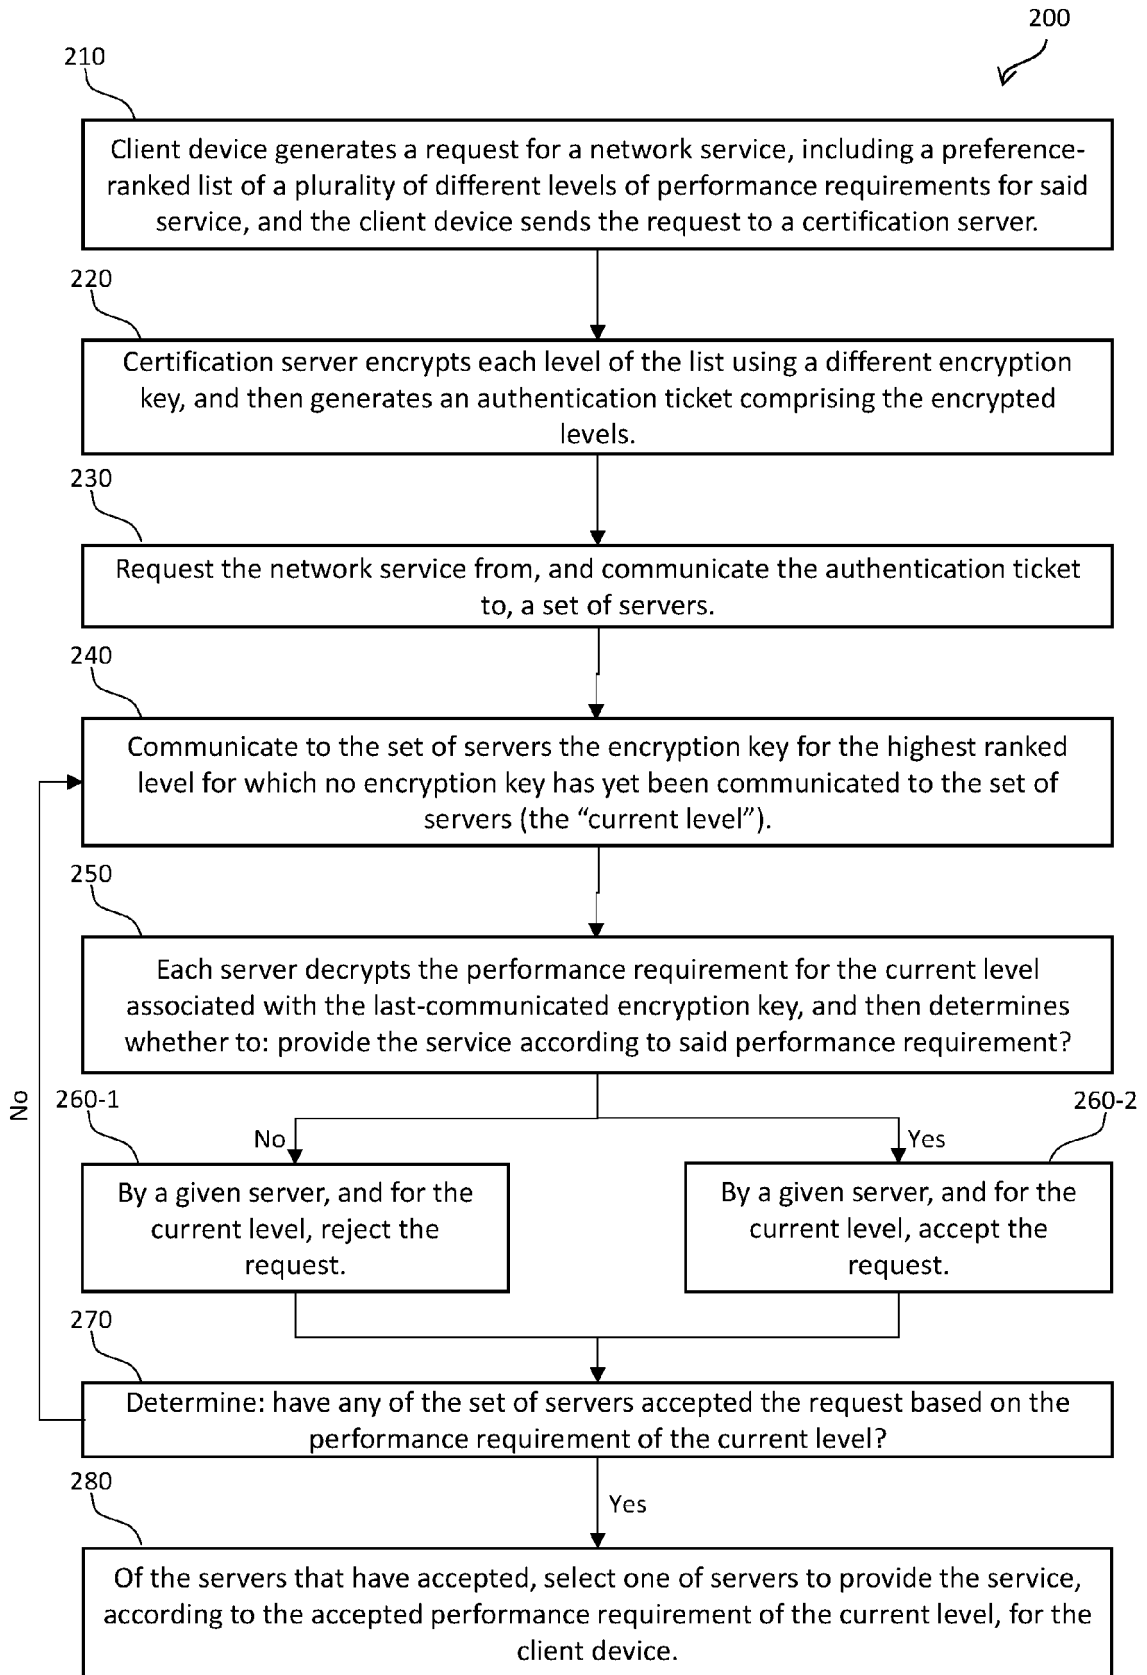 200
210
Client device generates a request for a network service, including a preference-
ranked list of a plurality of different levels of performance requirements for said
service, and the client device sends the request to a certification server.
220
Certification server encrypts each level of the list using a different encryption
key, and then generates an authentication ticket comprising the encrypted
levels.
230
Request the network service from, and communicate the authentication ticket
to, a set of servers.
240
Communicate to the set of servers the encryption key for the highest ranked
level for which no encryption key has yet been communicated to the set of
servers (the “current level”).
250
Each server decrypts the performance requirement for the current level
associated with the last-communicated encryption key, and then determines
whether to: provide the service according to said performance requirement?
No
260-1
260-2
No
Yes
By a given server, and for the
current level, reject the
request.
By a given server, and for the
current level, accept the
request.
270
Determine: have any of the set of servers accepted the request based on the
performance requirement of the current level?
280
Yes
Of the servers that have accepted, select one of servers to provide the service,
according to the accepted performance requirement of the current level, for the
client device.